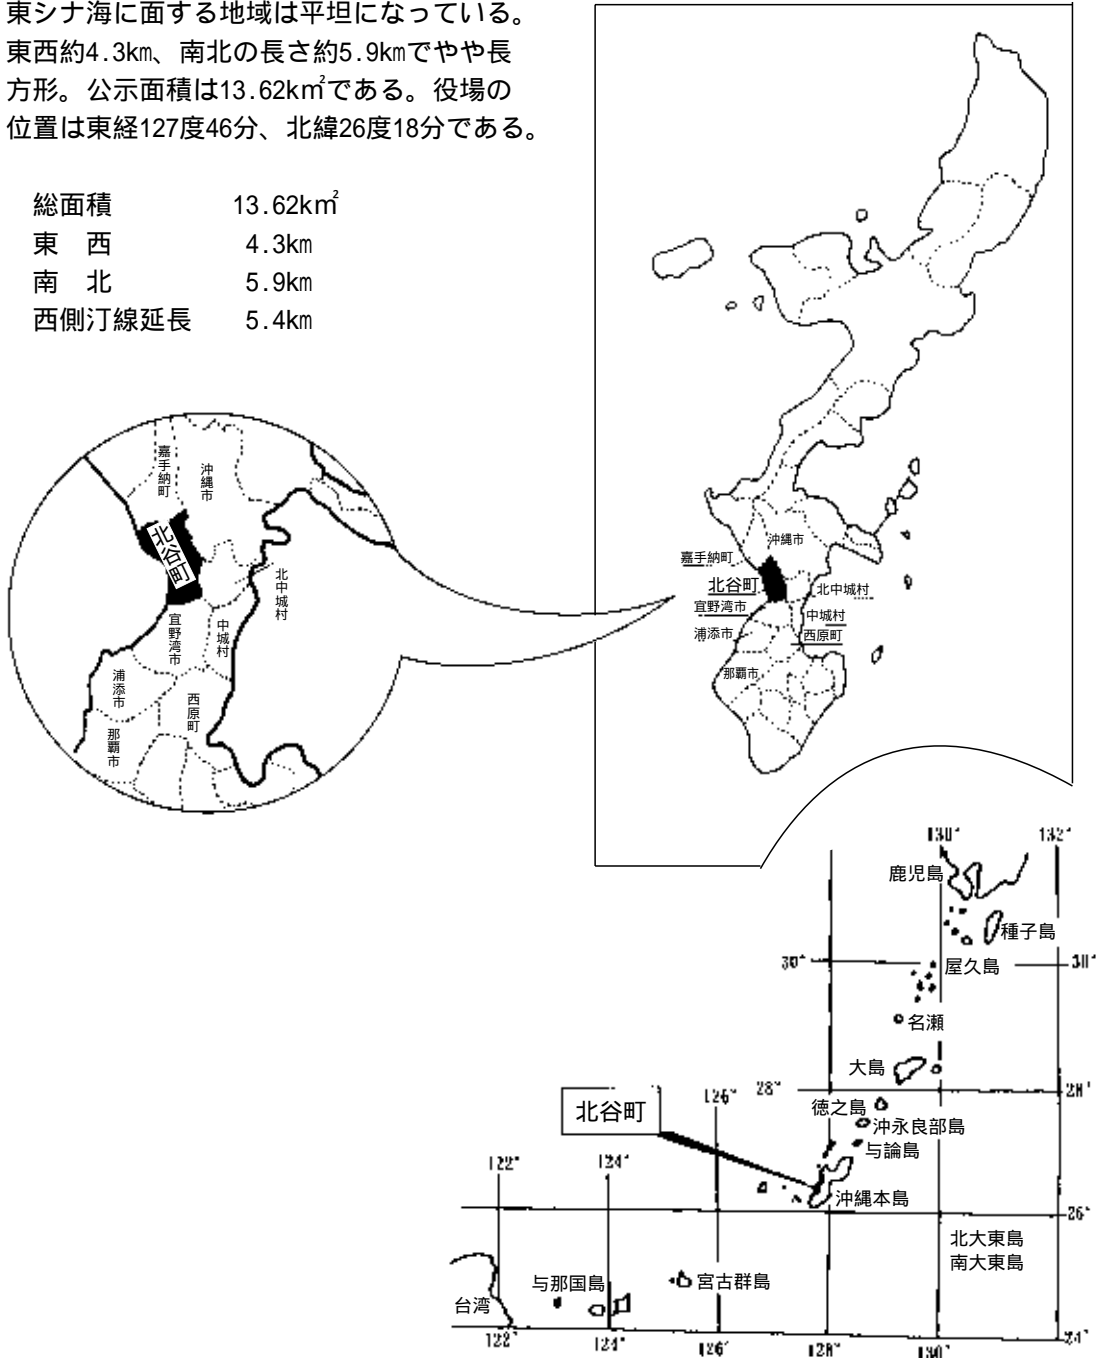 東シナ海に面する地域は平坦になっている。
東西約4.3㎞、南北の長さ約5.9㎞でやや長
方形。公示面積は13.62k㎡である。役場の
位置は東経127度46分、北緯26度18分である。
総面積 13.62k㎡
東　西 4.3㎞
南　北 5.9㎞
西側汀線延長 5.4㎞
嘉手納町
沖縄市
北谷町
北中城村
宜野湾市
中城村
浦添市
西原町
那覇市
沖縄市
嘉手納町
北谷町
北中城村
宜野湾市
中城村
浦添市
西原町
那覇市
130° 132°
鹿児島
種子島
30° 屋久島 30°
名瀬
大島
126° 28° 28°
北谷町
徳之島
沖永良部島
与論島
122° 124°
沖縄本島
26°
北大東島
南大東島
与那国島
宮古群島
台湾
24°
122° 124° 126° 128° 130°